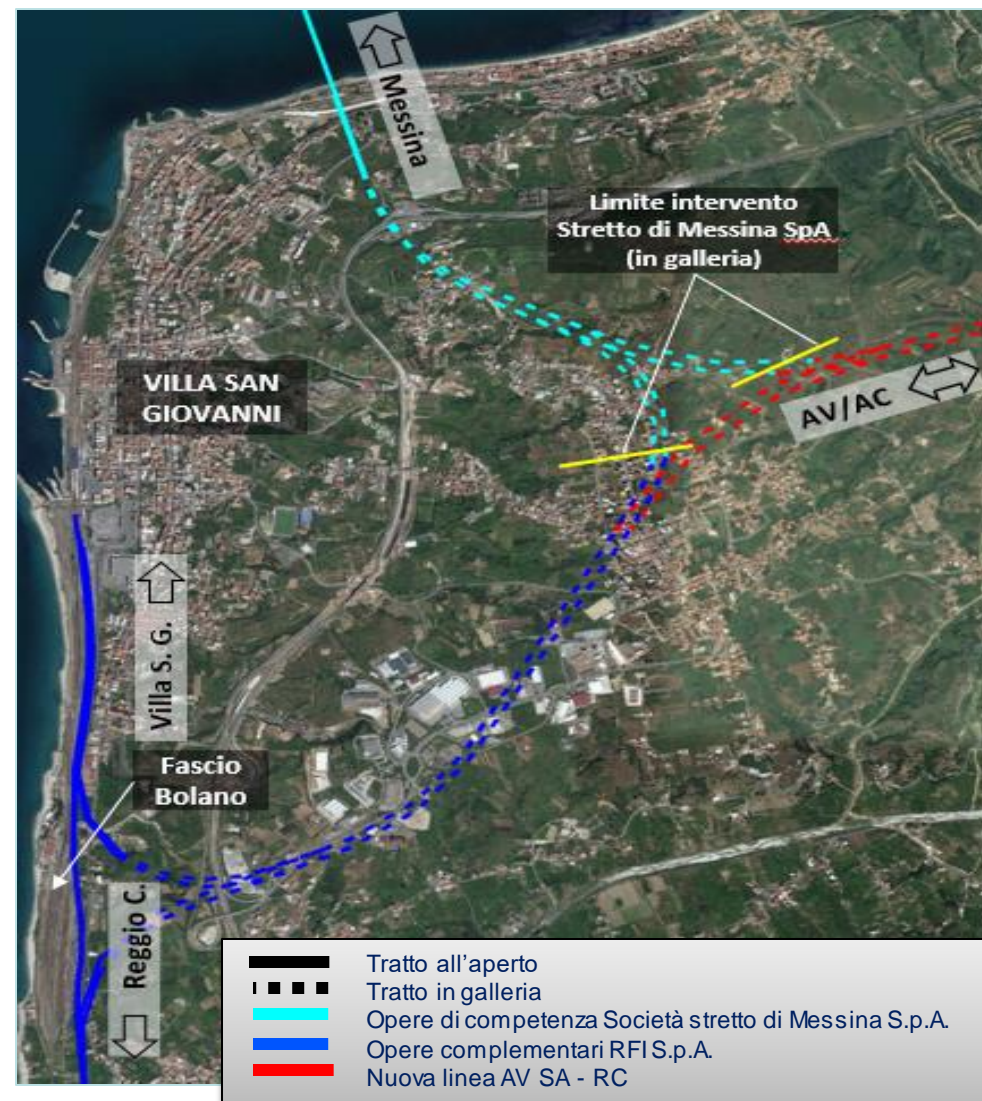 Messina
Limite intervento
Stretto di Messina SpA
(in galleria)
VILLA SAN
GIOVANNI
AV/AC
Villa S. G.
Fascio
Bolano
Reggio C.
Tratto all'aperto
Tratto in galleria
Opere di competenza Società stretto di Messina S.p.A.
Opere complementari RFI S.p.A.
Nuova linea AV SA - RC